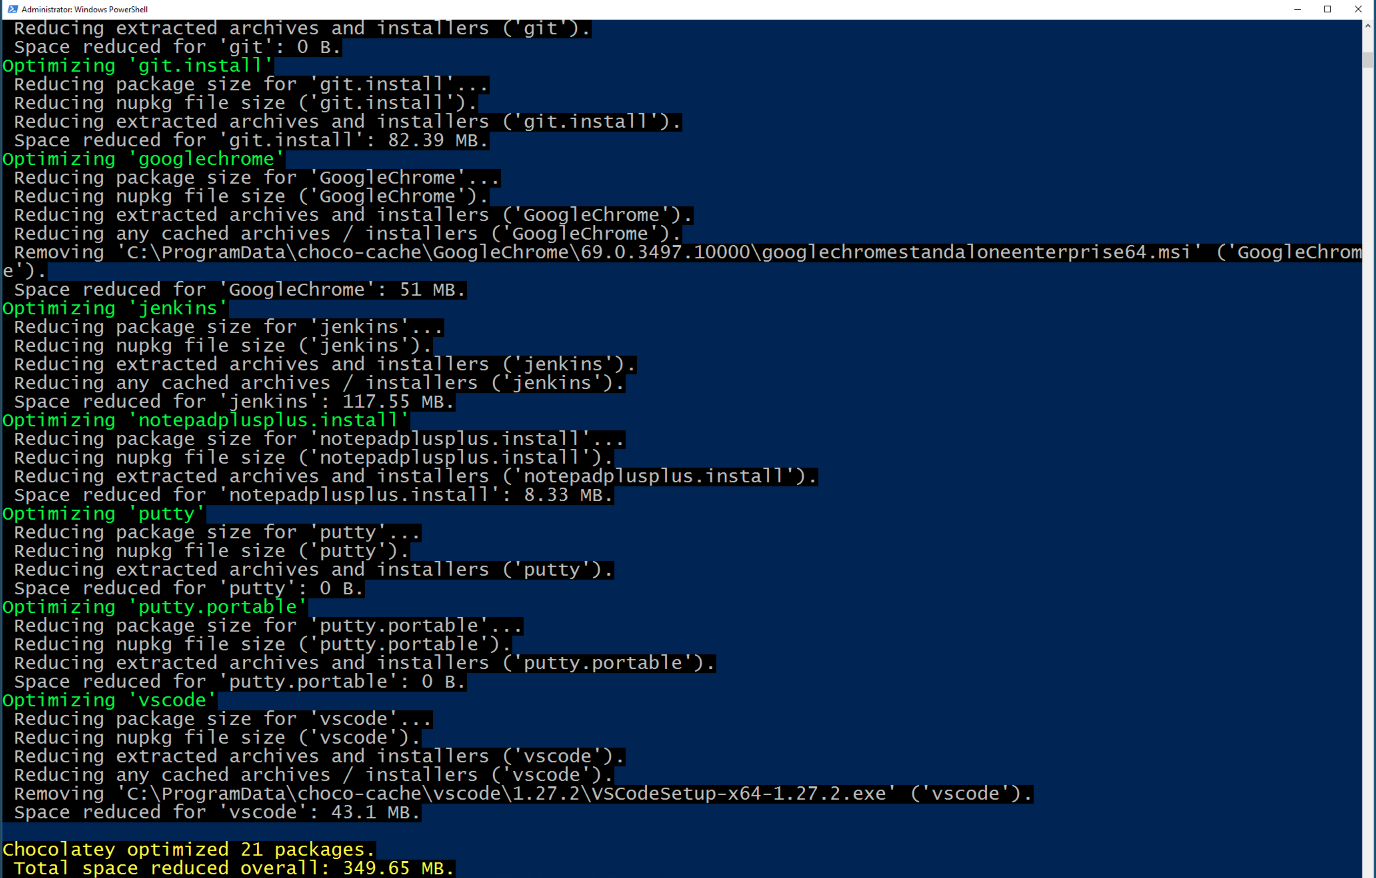 Administrator: Windows PowerShell
Reducing extracted archives and installers ('git').
Space reduced for 'git': 0 B.
Optimizing 'git.install'
Reducing package size for 'git.install'...
Reducing nupkg file size ('git.install').
Reducing extracted archives and installers ('git.install').
Space reduced for 'git.install': 82.39 MB.
Optimizing 'googlechrome'
Reducing package size for 'GoogleChrome'...
Reducing nupkg file size ('GoogleChrome').
Reducing extracted archives and installers ('GoogleChrome').
Reducing any cached archives / installers ('GoogleChrome').
Removing 'C:\ProgramData\choco-cache\GoogleChrome\69.0.3497.10000\googlechromestandaloneenterprise64.msi' ('GoogleChrom
e').
Space reduced for 'GoogleChrome': 51 MB.
Optimizing 'jenkins'
Reducing package size for 'jenkins'...
Reducing nupkg file size ('jenkins').
Reducing extracted archives and installers ('jenkins').
Reducing any cached archives / installers ('jenkins').
Space reduced for 'jenkins': 117.55 MB.
Optimizing 'notepadplusplus.install'
Reducing package size for 'notepadplusplus.install'...
Reducing nupkg file size ('notepadplusplus.install').
Reducing extracted archives and installers ('notepadplusplus.install').
Space reduced for 'notepadplusplus.install': 8.33 MB.
Optimizing 'putty'
Reducing package size for 'putty'...
Reducing nupkg file size ('putty').
Reducing extracted archives and installers ('putty').
Space reduced for 'putty': 0 B.
Optimizing 'putty.portable'
Reducing package size for 'putty.portable'...
Reducing nupkg file size ('putty.portable').
Reducing extracted archives and installers ('putty.portable').
Space reduced for 'putty.portable': 0 B.
Optimizing 'vscode'
Reducing package size for 'vscode'...
Reducing nupkg file size ('vscode').
Reducing extracted archives and installers ('vscode').
Reducing any cached archives / installers ('vscode').
Removing 'C:\ProgramData\choco-cache\vscode\1.27.2\VSCodeSetup-x64-1.27.2.exe' ('vscode').
Space reduced for 'vscode': 43.1 MB.
Chocolatey optimized 21 packages.
Total space reduced overall: 349.65 MB.